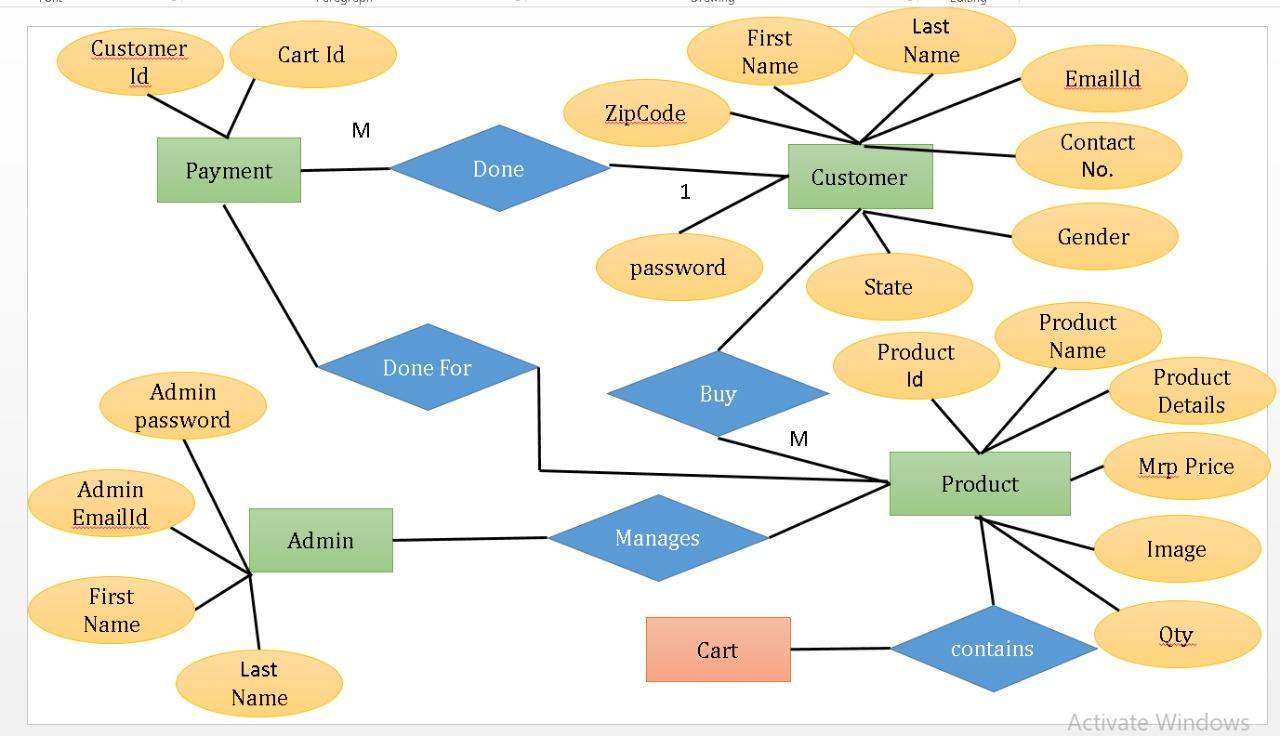 Customer
Id
Cart Id
First
Name
Last
Name
EmailId
ZipCode
Contact
No.
M
Payment
Done
Customer
1
password
Gender
State
Product
Id
Product
Name
Product
Details
Done For
Buy
M
Mrp Price
Admin
password
Admin
EmailId
Product
Admin
Manages
Image
First
Name
Cart
contains
Qty
Last
Name
Activate Windows